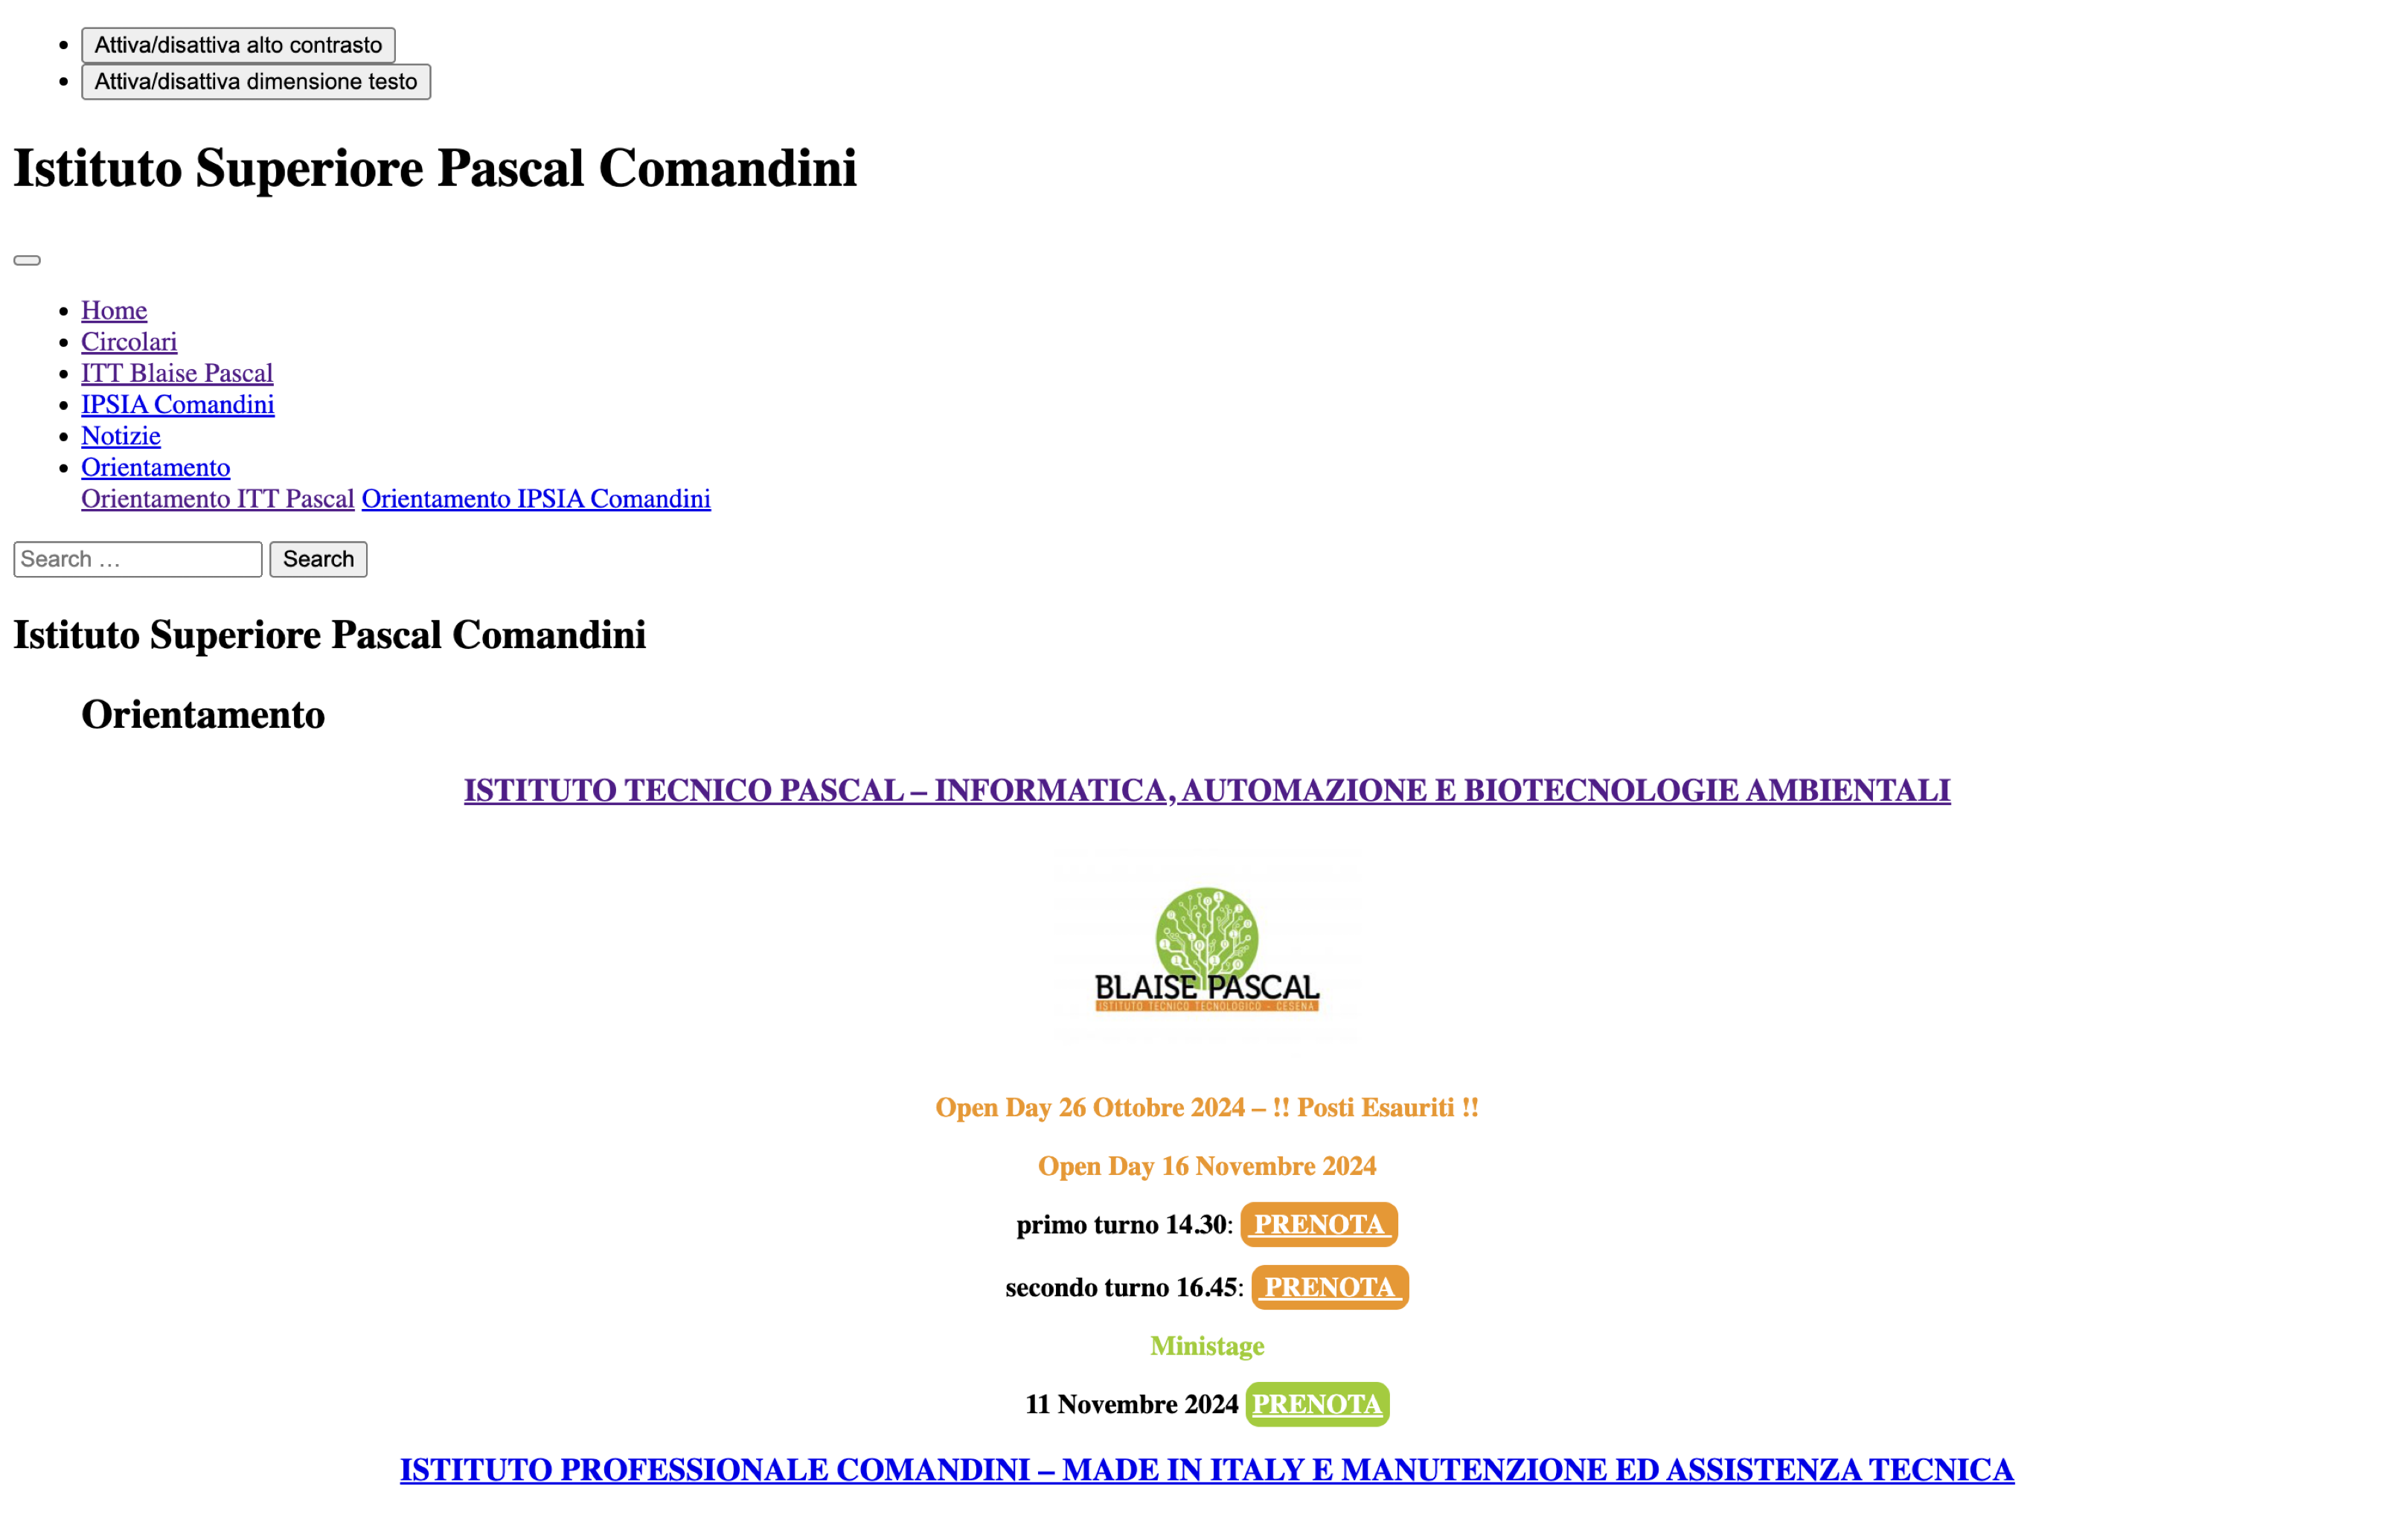 Attiva/disattiva alto contrasto
Attiva/disattiva dimensione testo
Istituto Superiore Pascal Comandini
Home
Circolari
ITT Blaise Pascal
IPSIA Comandini
Notizie
Orientamento
Orientamento ITT Pascal Orientamento IPSIA Comandini
Search … Search
Istituto Superiore Pascal Comandini
Orientamento
ISTITUTO TECNICO PASCAL – INFORMATICA, AUTOMAZIONE E BIOTECNOLOGIE AMBIENTALI
BLAISE PASCAL
ISTITUTO TECNICO TECNOLOGICO - CESENA
Open Day 26 Ottobre 2024 – !! Posti Esauriti !!
Open Day 16 Novembre 2024
primo turno 14.30: PRENOTA
secondo turno 16.45: PRENOTA
Ministage
11 Novembre 2024 PRENOTA
ISTITUTO PROFESSIONALE COMANDINI – MADE IN ITALY E MANUTENZIONE ED ASSISTENZA TECNICA